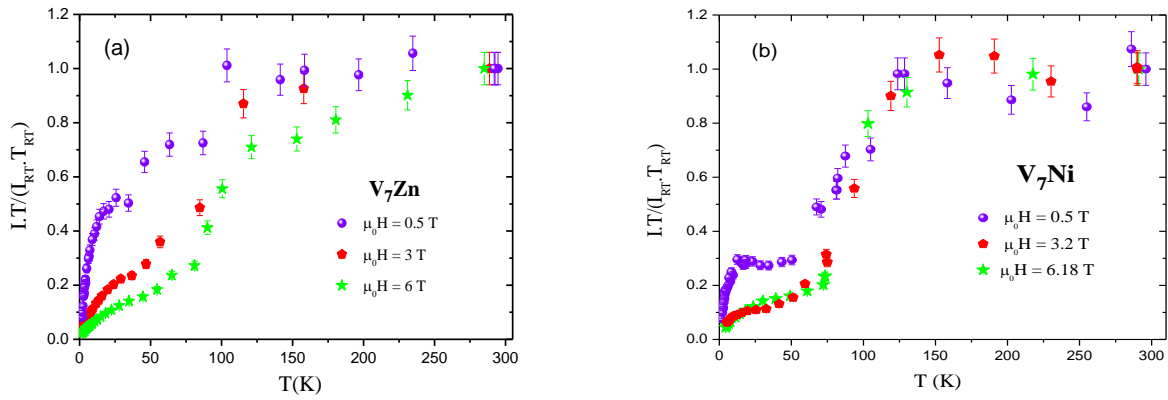 (a)
1.2
1.0
0.8
0.6
0.4
0.2
0.0
I.T/(I_RT.T_RT)
V₇Zn
μ₀H = 0.5 T
μ₀H = 3 T
μ₀H = 6 T
0 50 100 150 200 250 300
T(K)
(b)
1.2
1.0
0.8
0.6
0.4
0.2
0.0
I.T/(I_RT.T_RT)
V₇Ni
μ₀H = 0.5 T
μ₀H = 3.2 T
μ₀H = 6.18 T
0 50 100 150 200 250 300
T (K)